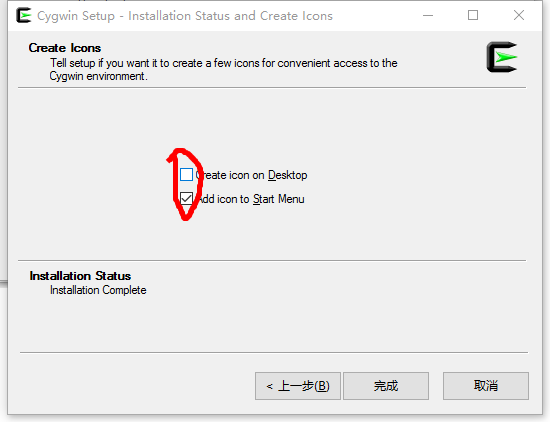 Cygwin Setup - Installation Status and Create Icons
Create Icons
Tell setup if you want it to create a few icons for convenient access to the
Cygwin environment.
Create icon on Desktop
Add icon to Start Menu
Installation Status
Installation Complete
< 上一步(B)
完成
取消